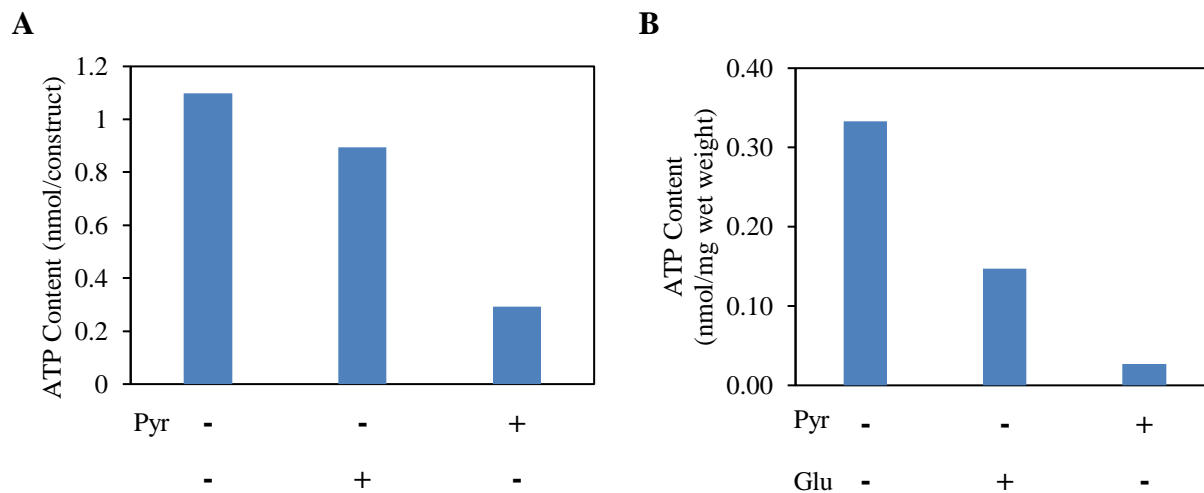 A
ATP Content (nmol/construct)
1.2
1
0.8
0.6
0.4
0.2
0
Pyr - - +
- + -
B
ATP Content
(nmol/mg wet weight)
0.40
0.30
0.20
0.10
0.00
Pyr - - +
Glu - + -